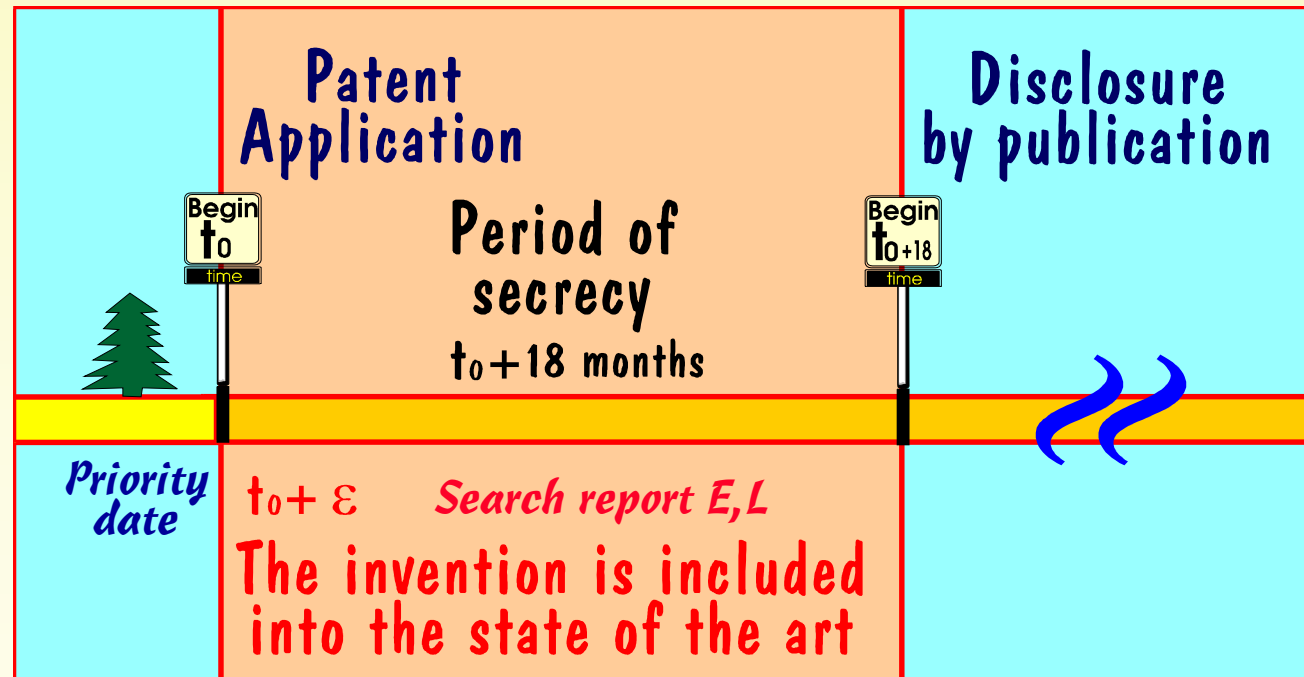 Patent
Application
Disclosure
by publication
Begin
t0
time
Period of
secrecy
t0+18 months
Begin
t0+18
time
Priority
date
t0+ ε
Search report E,L
The invention is included
into the state of the art